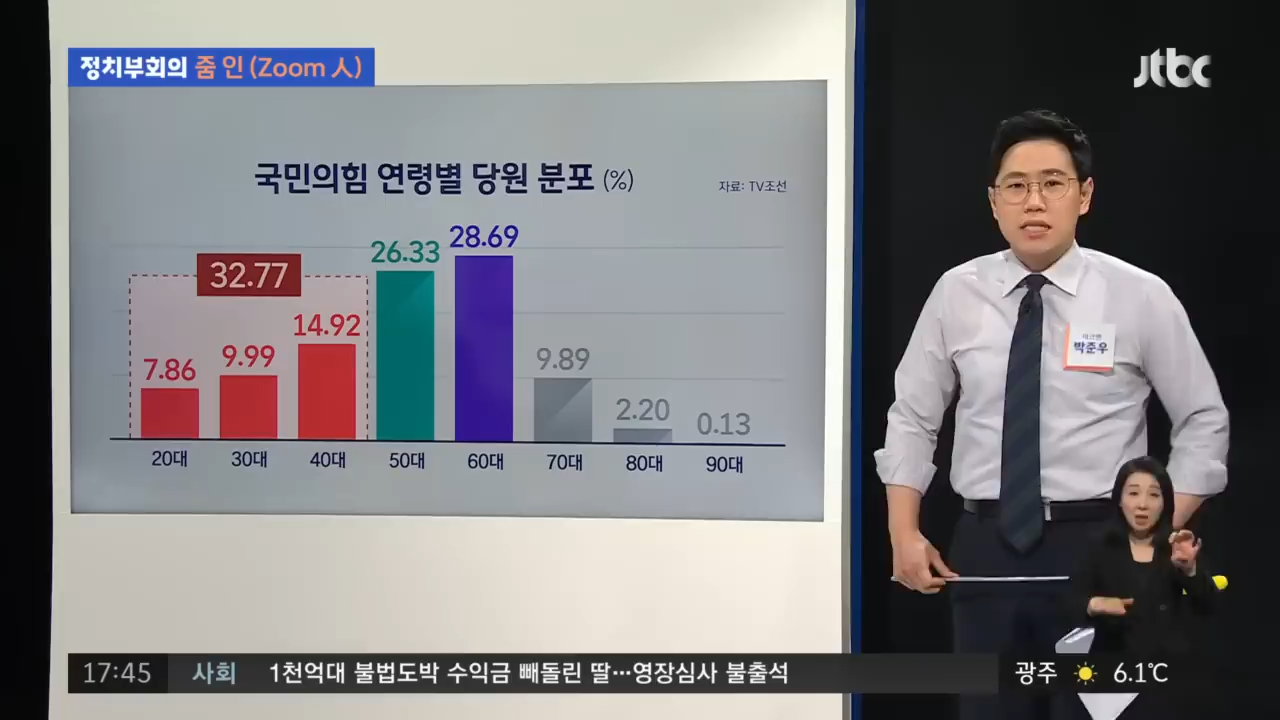 정치부회의 줌 인 (Zoom 人)
jtbc
국민의힘 연령별 당원 분포 (%)
자료: TV조선
32.77
7.86
9.99
14.92
26.33
28.69
9.89
2.20
0.13
20대 30대 40대 50대 60대 70대 80대 90대
박준우
17:45 사회 1천억대 불법도박 수익금 빼돌린 딸…영장심사 불출석 광주 6.1℃